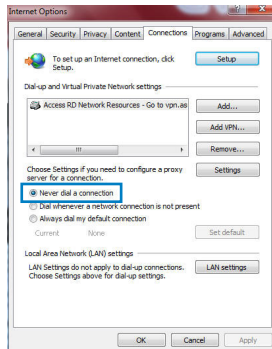 Internet Options
General Security Privacy Content Connections Programs Advanced
To set up an Internet connection, click
Setup.
Setup
Dial-up and Virtual Private Network settings
Access RD Network Resources - Go to vpn.as
Add...
Add VPN...
Remove...
Choose Settings if you need to configure a proxy
server for a connection.
Settings
Never dial a connection
Dial whenever a network connection is not present
Always dial my default connection
Current None
Set default
Local Area Network (LAN) settings
LAN Settings do not apply to dial-up connections.
Choose Settings above for dial-up settings.
LAN settings
OK Cancel Apply